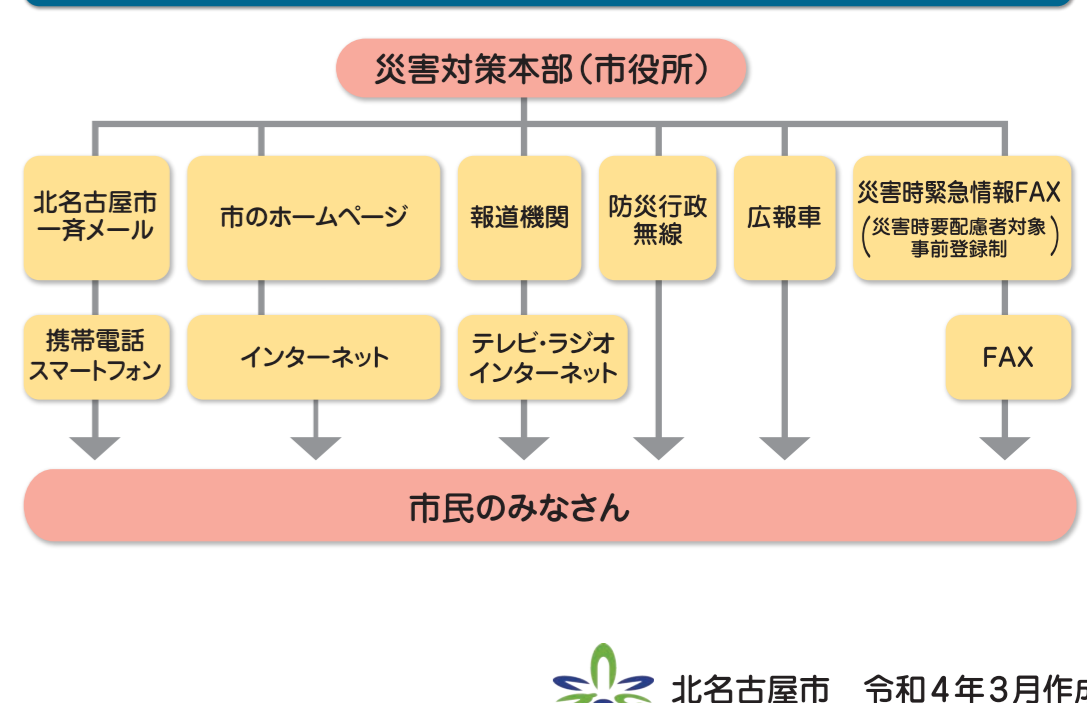 災害対策本部（市役所）
北名古屋市
一斉メール
市のホームページ
報道機関
防災行政
無線
広報車
災害時緊急情報FAX
（災害時要配慮者対象
事前登録制）
携帯電話
スマートフォン
インターネット
テレビ・ラジオ
インターネット
FAX
市民のみなさん
北名古屋市　令和4年3月作成